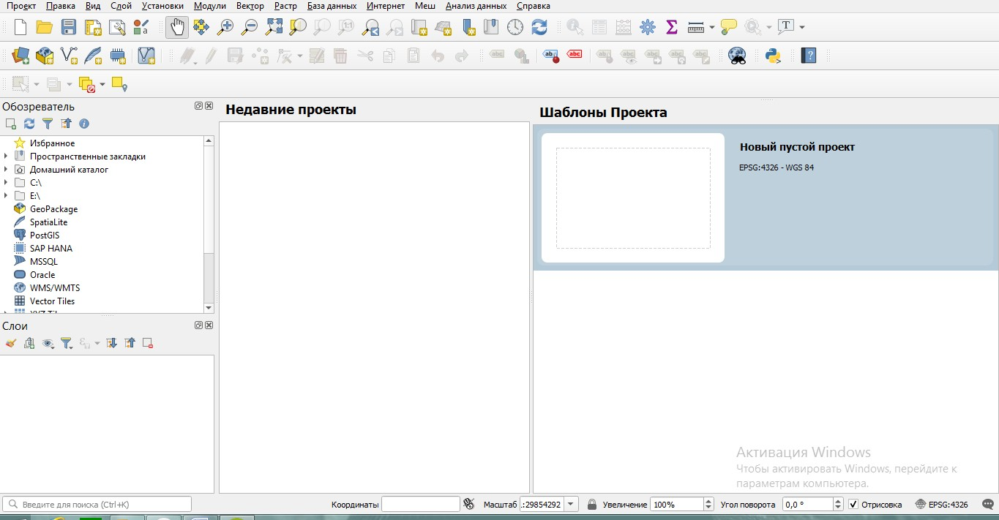 Проект Правка Вид Слой Установки Модули Вектор Растр База данных Интернет Меш Анализ данных Справка
Обозреватель
Избранное
Пространственные закладки
Домашний каталог
C:\
E:\
GeoPackage
SpatiaLite
PostGIS
SAP HANA
MSSQL
Oracle
WMS/WMTS
Vector Tiles
Слои
Недавние проекты
Шаблоны Проекта
Новый пустой проект
EPSG:4326 - WGS 84
Активация Windows
Чтобы активировать Windows, перейдите к
параметрам компьютера.
Введите для поиска (Ctrl+K) Координаты Масштаб .:29854292 Увеличение 100% Угол поворота 0,0 ° Отрисовка EPSG:4326